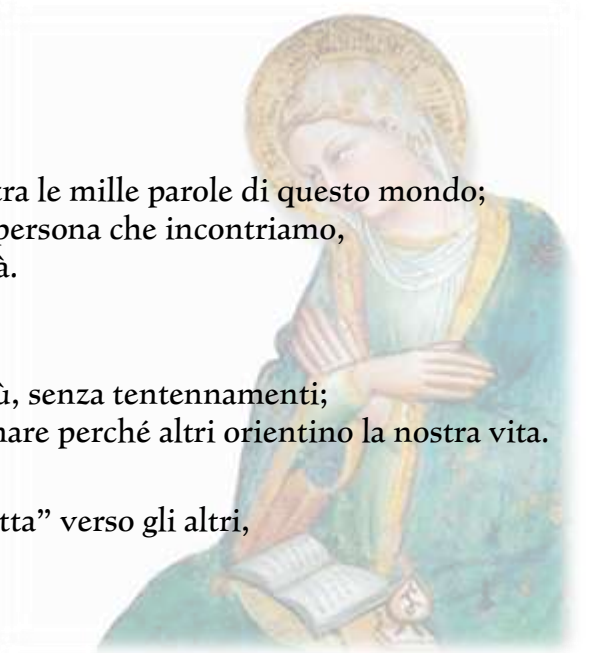 tra le mille parole di questo mondo;
persona che incontriamo,
à.
ù, senza tentennamenti;
nare perché altri orientino la nostra vita.
tta” verso gli altri,